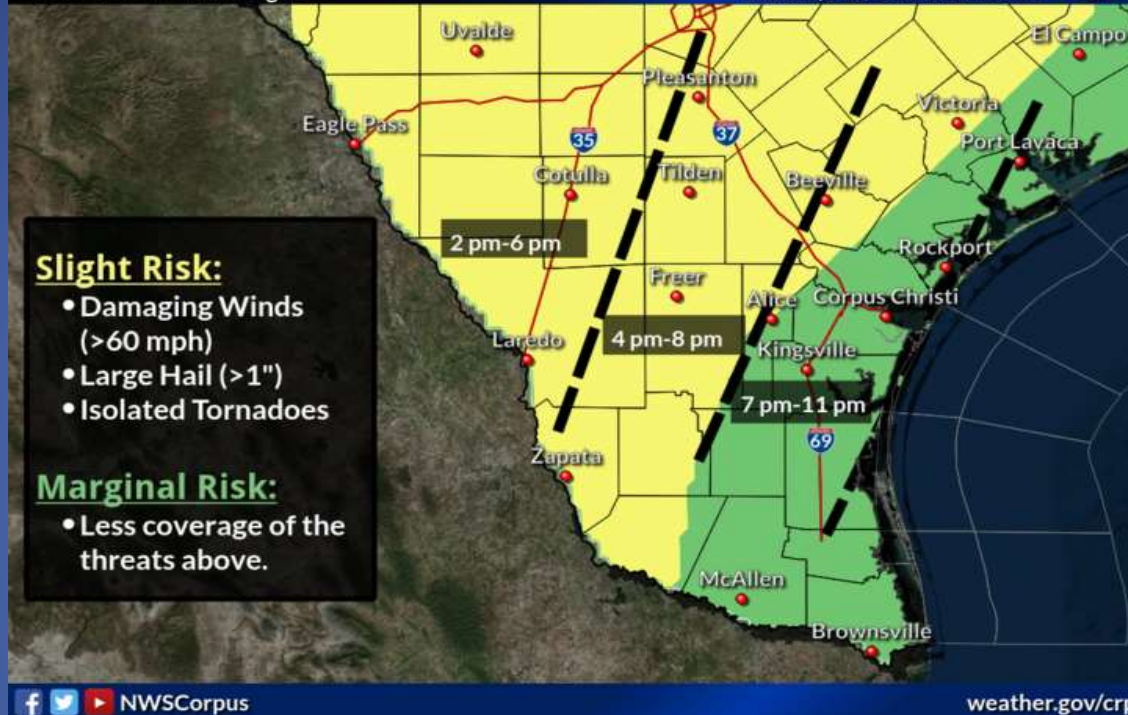 Uvalde
El Campo
Pleasanton
Victoria
Eagle Pass
35
37
Port Lavaca
Cotulla
Tilden
Beeville
2 pm-6 pm
Rockport
Slight Risk:
• Damaging Winds
(>60 mph)
• Large Hail (>1")
• Isolated Tornadoes
Freer
Alice
Corpus Christi
Laredo
4 pm-8 pm
Kingsville
7 pm-11 pm
69
Zapata
Marginal Risk:
• Less coverage of the
threats above.
McAllen
Brownsville
NWSCorpus
weather.gov/crp